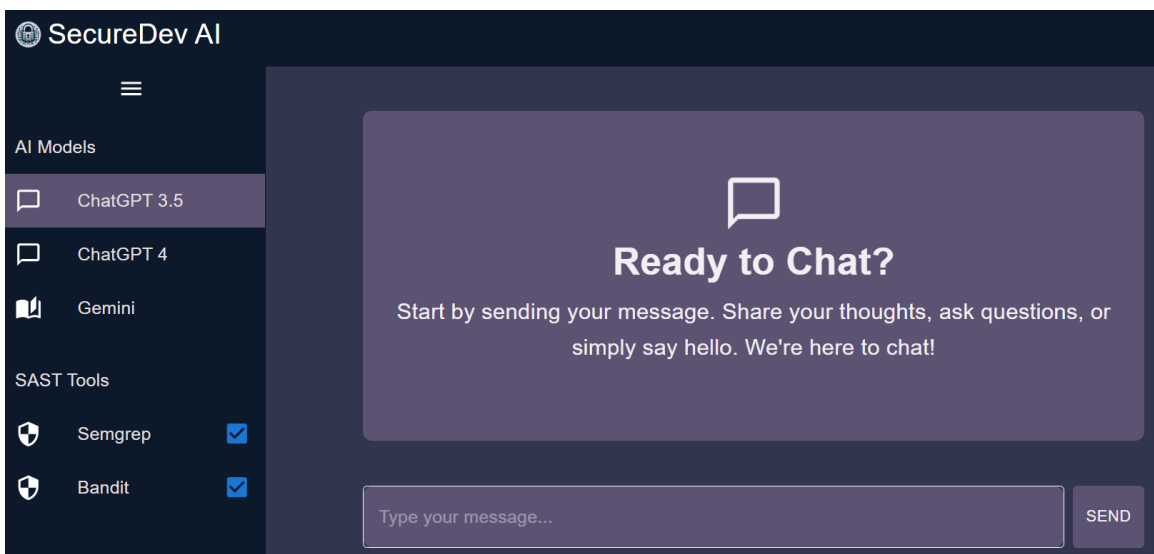 SecureDev AI
AI Models
ChatGPT 3.5
ChatGPT 4
Gemini
SAST Tools
Semgrep
Bandit
Ready to Chat?
Start by sending your message. Share your thoughts, ask questions, or
simply say hello. We're here to chat!
Type your message...
SEND